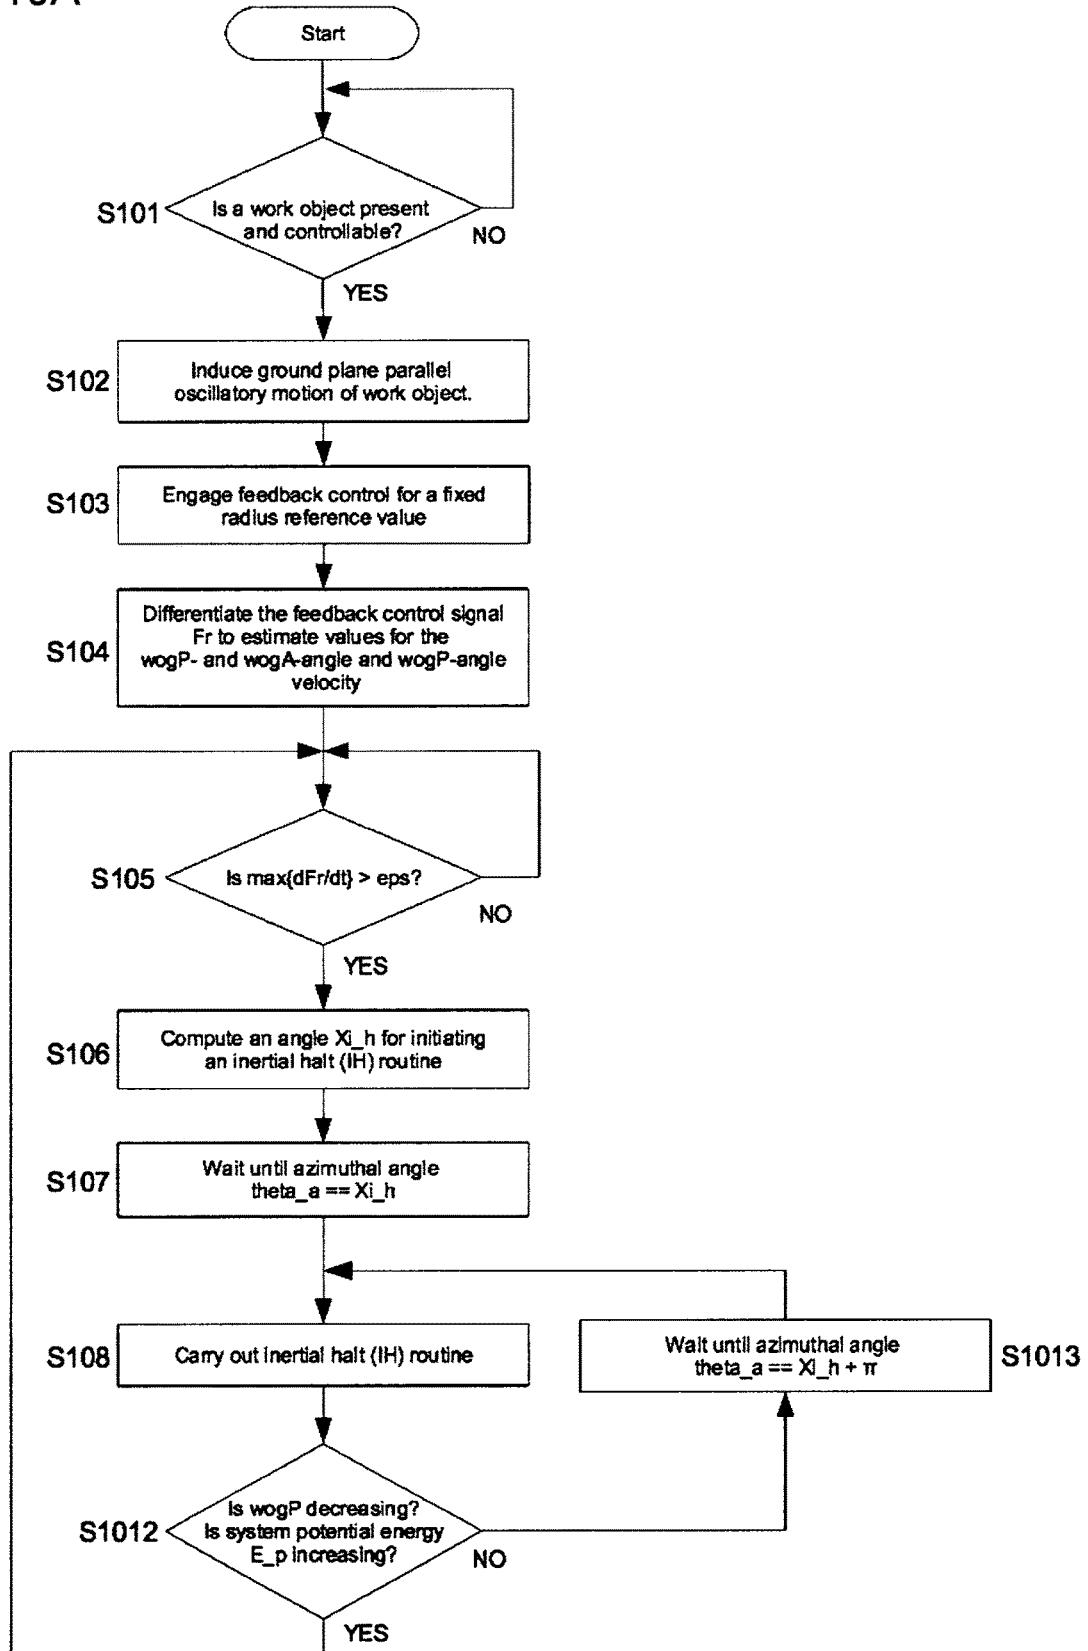 Start
S101
Is a work object present
and controllable?
NO
YES
S102
Induce ground plane parallel
oscillatory motion of work object.
S103
Engage feedback control for a fixed
radius reference value
S104
Differentiate the feedback control signal
Fr to estimate values for the
wogP- and wogA-angle and wogP-angle
velocity
S105
Is max{dFr/dt} > eps?
NO
YES
S106
Compute an angle Xi_h for initiating
an inertial halt (IH) routine
S107
Wait until azimuthal angle
theta_a == Xi_h
S108
Carry out inertial halt (IH) routine
Wait until azimuthal angle
theta_a == Xi_h + π
S1013
S1012
Is wogP decreasing?
Is system potential energy
E_p increasing?
NO
YES